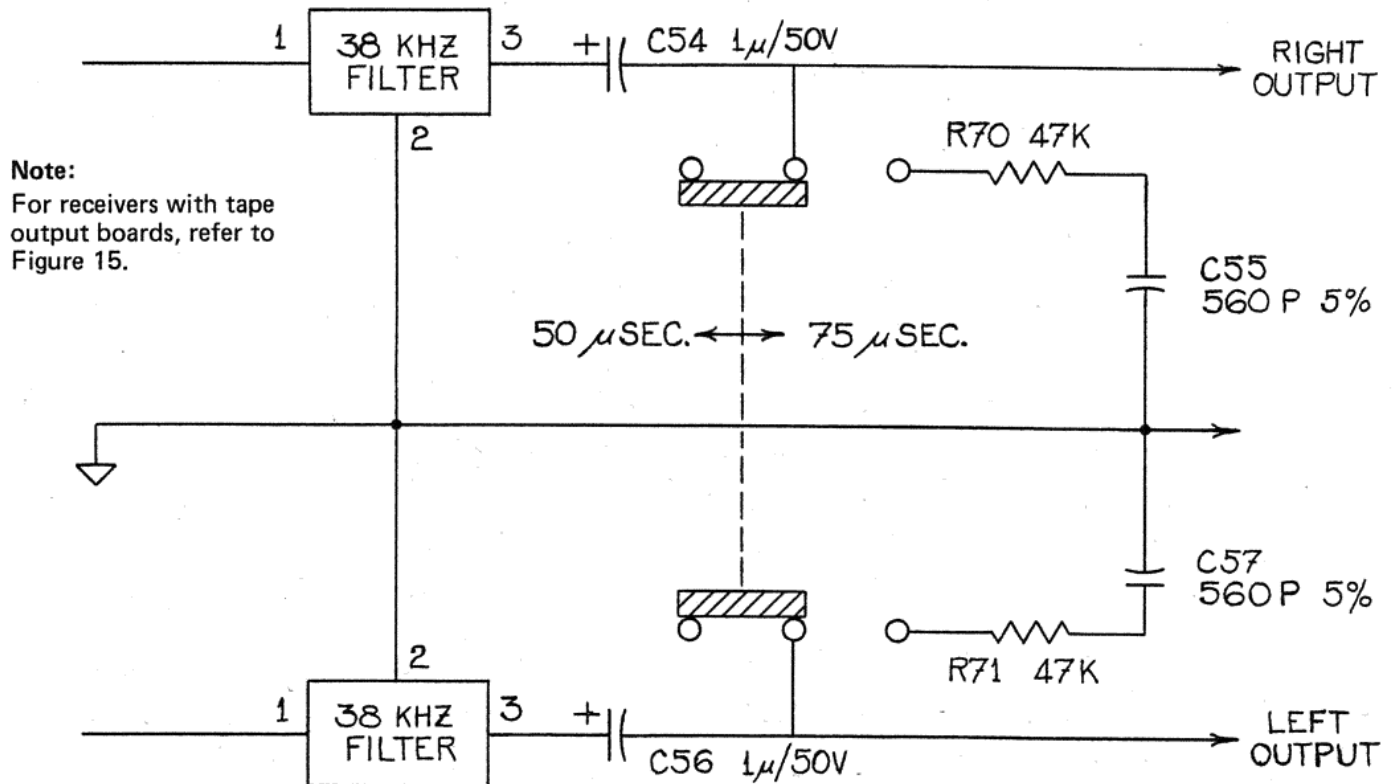 1
38 KHZ
FILTER
3
+
C54 1μ/50V
RIGHT
OUTPUT
2
R70 47K
Note:
For receivers with tape
output boards, refer to
Figure 15.
C55
560 P 5%
50 μSEC.
75 μSEC.
C57
560 P 5%
2
R71 47K
1
38 KHZ
FILTER
3
+
C56 1μ/50V
LEFT
OUTPUT